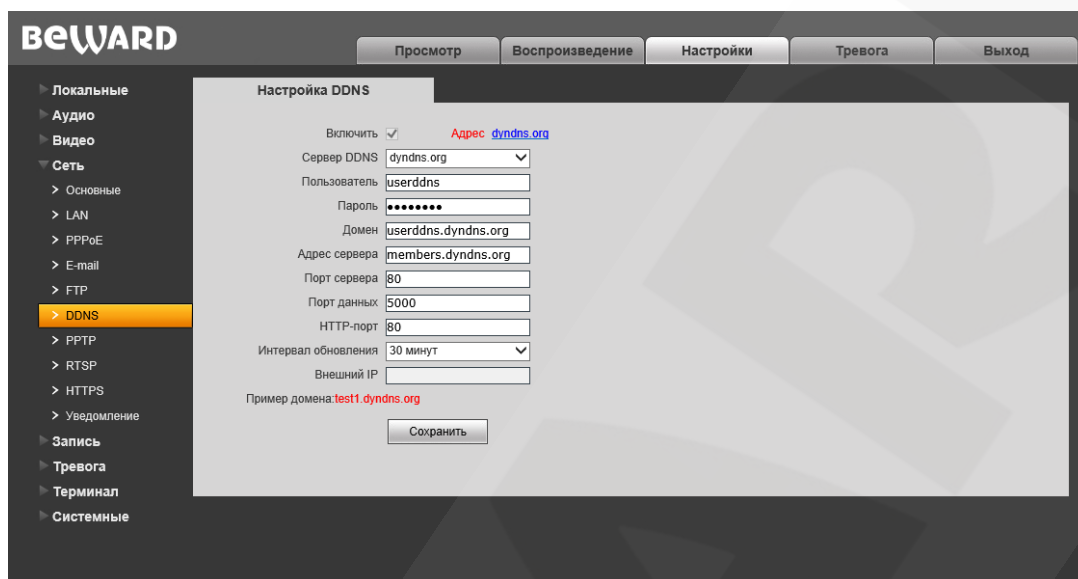 BEWARD
Просмотр
Воспроизведение
Настройки
Тревога
Выход
Локальные
Аудио
Видео
Сеть
Основные
LAN
PPPoE
E-mail
FTP
DDNS
PPTP
RTSP
HTTPS
Уведомление
Запись
Тревога
Терминал
Системные
Настройка DDNS
Включить Адрес dyndns.org
Сервер DDNS dyndns.org
Пользователь userddns
Пароль ●●●●●●●●
Домен userddns.dyndns.org
Адрес сервера members.dyndns.org
Порт сервера 80
Порт данных 5000
HTTP-порт 80
Интервал обновления 30 минут
Внешний IP
Пример домена:test1.dyndns.org
Сохранить